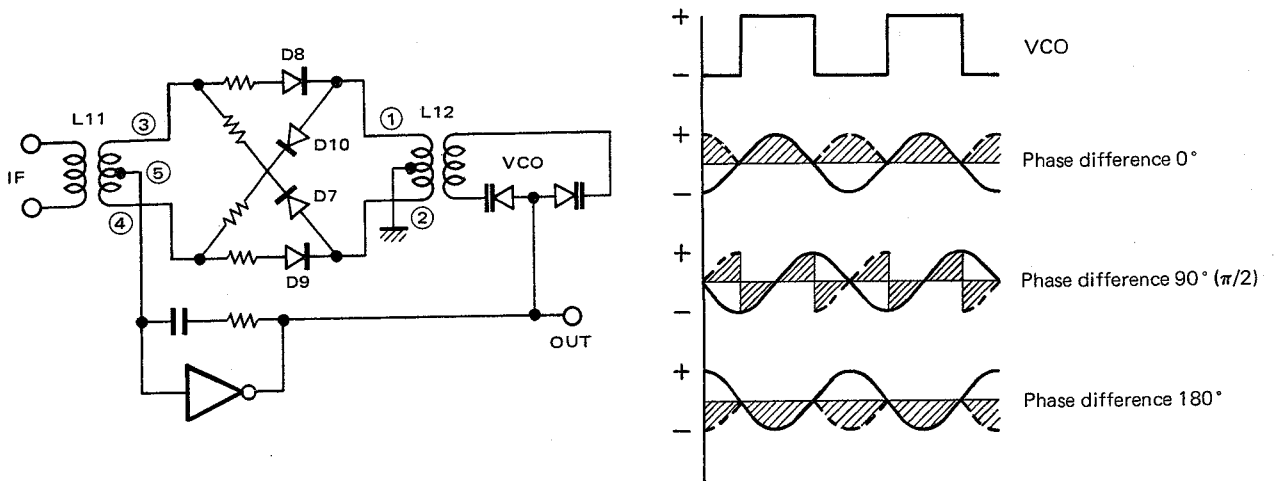 D8
L11
③
①
L12
D10
VCO
IF
⑤
④
D7
②
D9
OUT
+
−
VCO
+
−
Phase difference 0°
+
−
Phase difference 90° (π/2)
+
−
Phase difference 180°